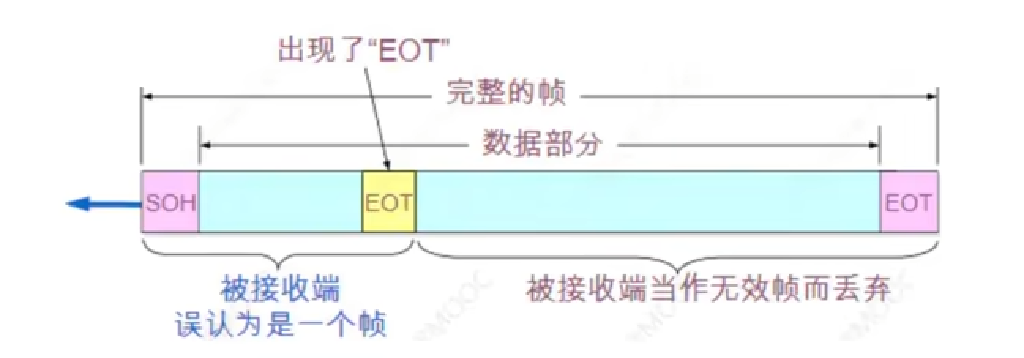 出现了“EOT”
完整的帧
数据部分
SOH
EOT
EOT
被接收端
误认为是一个帧
被接收端当作无效帧而丢弃